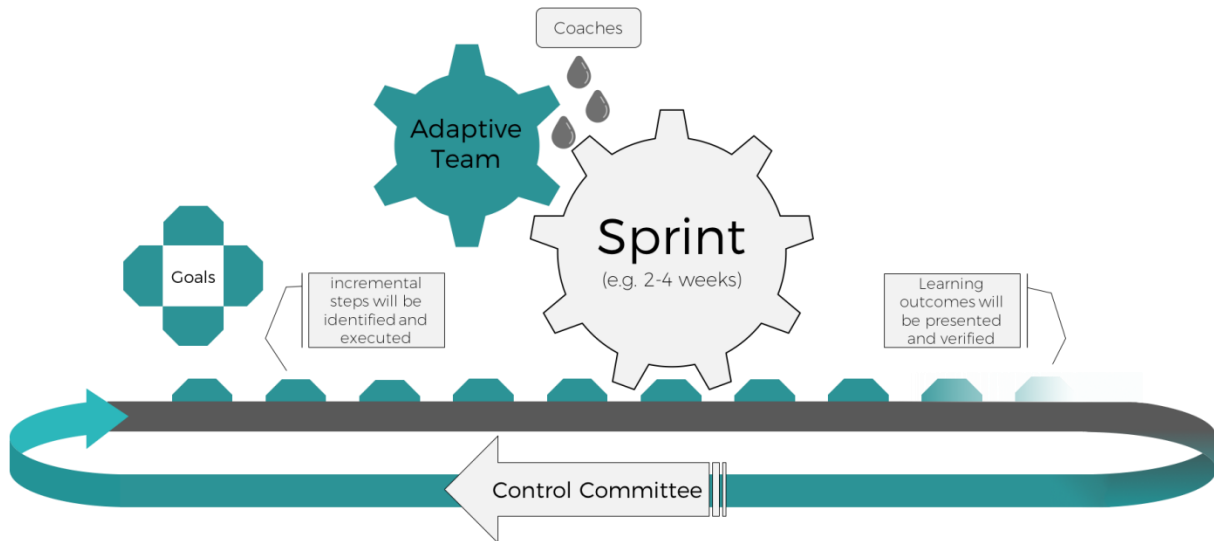 Coaches
Adaptive
Team
Sprint
(e.g. 2-4 weeks)
Goals
incremental
steps will be
identified and
executed
Learning
outcomes will
be presented
and verified
Control Committee